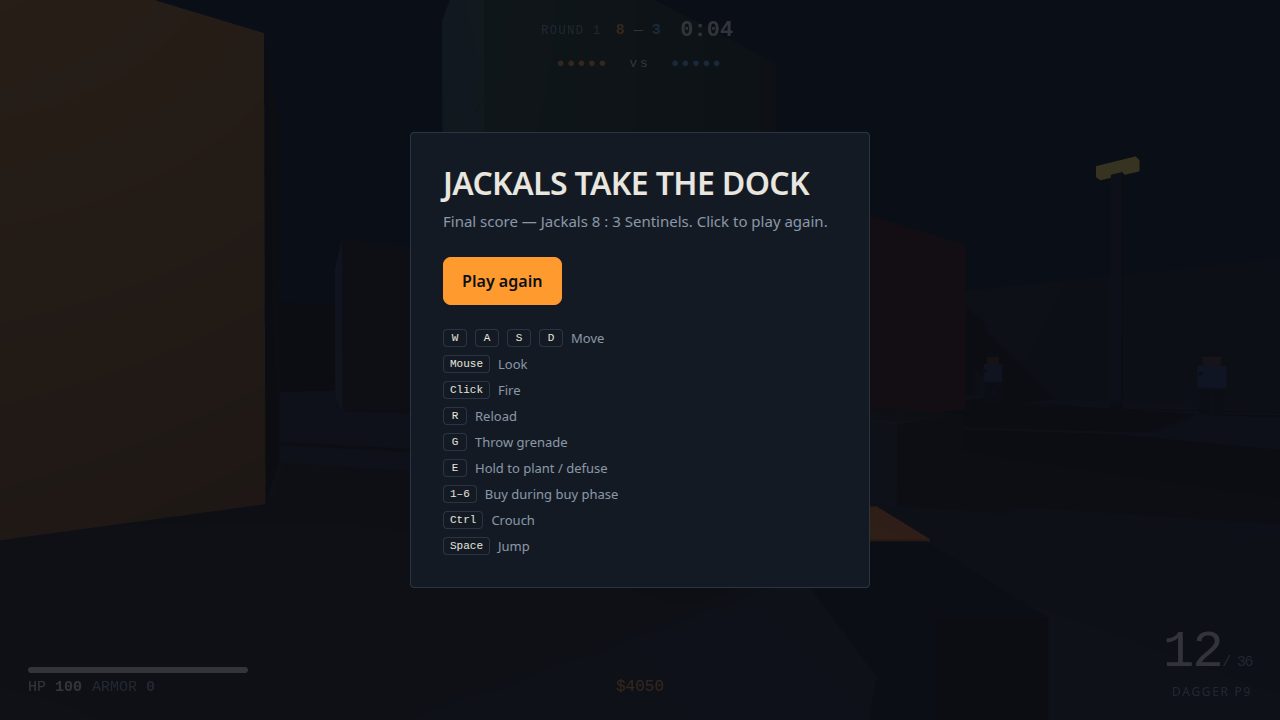 ROUND 1 8 — 3 0:04
VS
JACKALS TAKE THE DOCK
Final score — Jackals 8 : 3 Sentinels. Click to play again.
Play again
W A S D Move
Mouse Look
Click Fire
R Reload
G Throw grenade
E Hold to plant / defuse
1–6 Buy during buy phase
Ctrl Crouch
Space Jump
12 / 36
HP 100 ARMOR 0
$4050
DAGGER P9